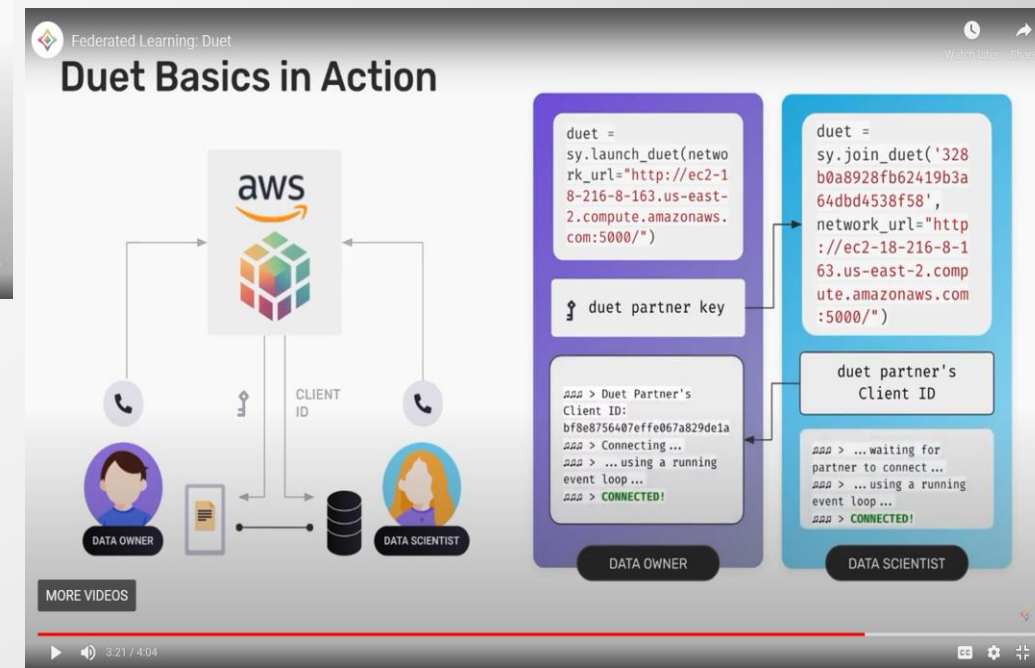 Federated Learning: Duet
Watch later
Share
Duet Basics in Action
aws
CLIENT
ID
DATA OWNER
DATA SCIENTIST
duet =
sy.launch_duet(netwo
rk_url="http://ec2-1
8-216-8-163.us-east-
2.compute.amazonaws.
com:5000/")
duet partner key
♫♫♫ > Duet Partner's
Client ID:
bf8e8756407effe067a829de1a
♫♫♫ > Connecting...
♫♫♫ > ...using a running
event loop...
♫♫♫ > CONNECTED!
DATA OWNER
duet =
sy.join_duet('328
b0a8928fb62419b3a
64dbd4538f58',
network_url="http
://ec2-18-216-8-1
63.us-east-2.comp
ute.amazonaws.com
:5000/")
duet partner's
Client ID
♫♫♫ > ...waiting for
partner to connect...
♫♫♫ > ...using a running
event loop...
♫♫♫ > CONNECTED!
DATA SCIENTIST
MORE VIDEOS
3:21 / 4:04
CC